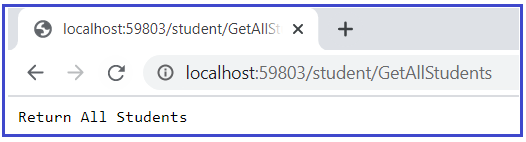 localhost:59803/student/GetAllSt
localhost:59803/student/GetAllStudents
Return All Students